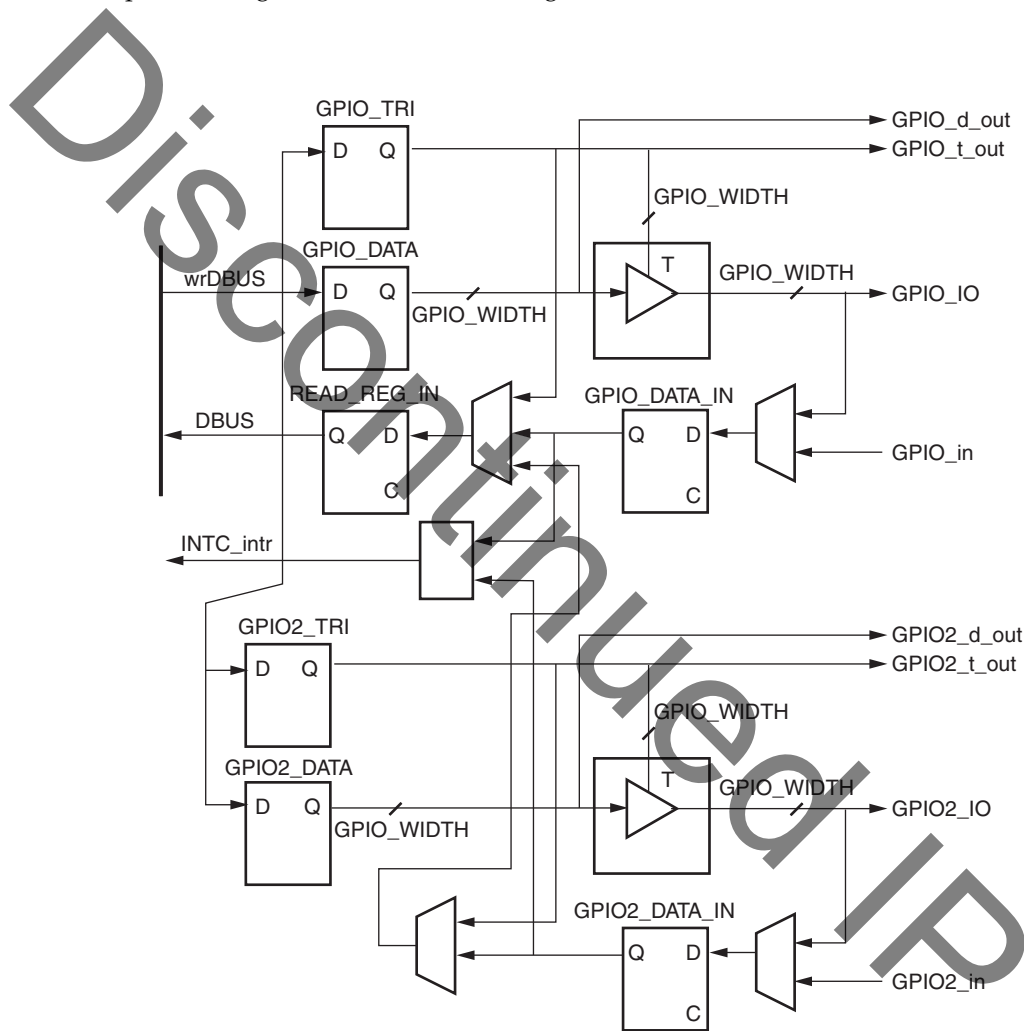 GPIO_TRI
D Q
GPIO_d_out
GPIO_t_out
GPIO_WIDTH
GPIO_DATA
wrDBUS
D Q
GPIO_WIDTH
T
GPIO_WIDTH
GPIO_IO
READ_REG_IN
DBUS
Q D
C
GPIO_DATA_IN
Q D
C
GPIO_in
INTC_intr
GPIO2_TRI
D Q
GPIO2_d_out
GPIO2_t_out
GPIO_WIDTH
GPIO2_DATA
D Q
GPIO_WIDTH
T
GPIO_WIDTH
GPIO2_IO
GPIO2_DATA_IN
Q D
C
GPIO2_in
Discontinued IP